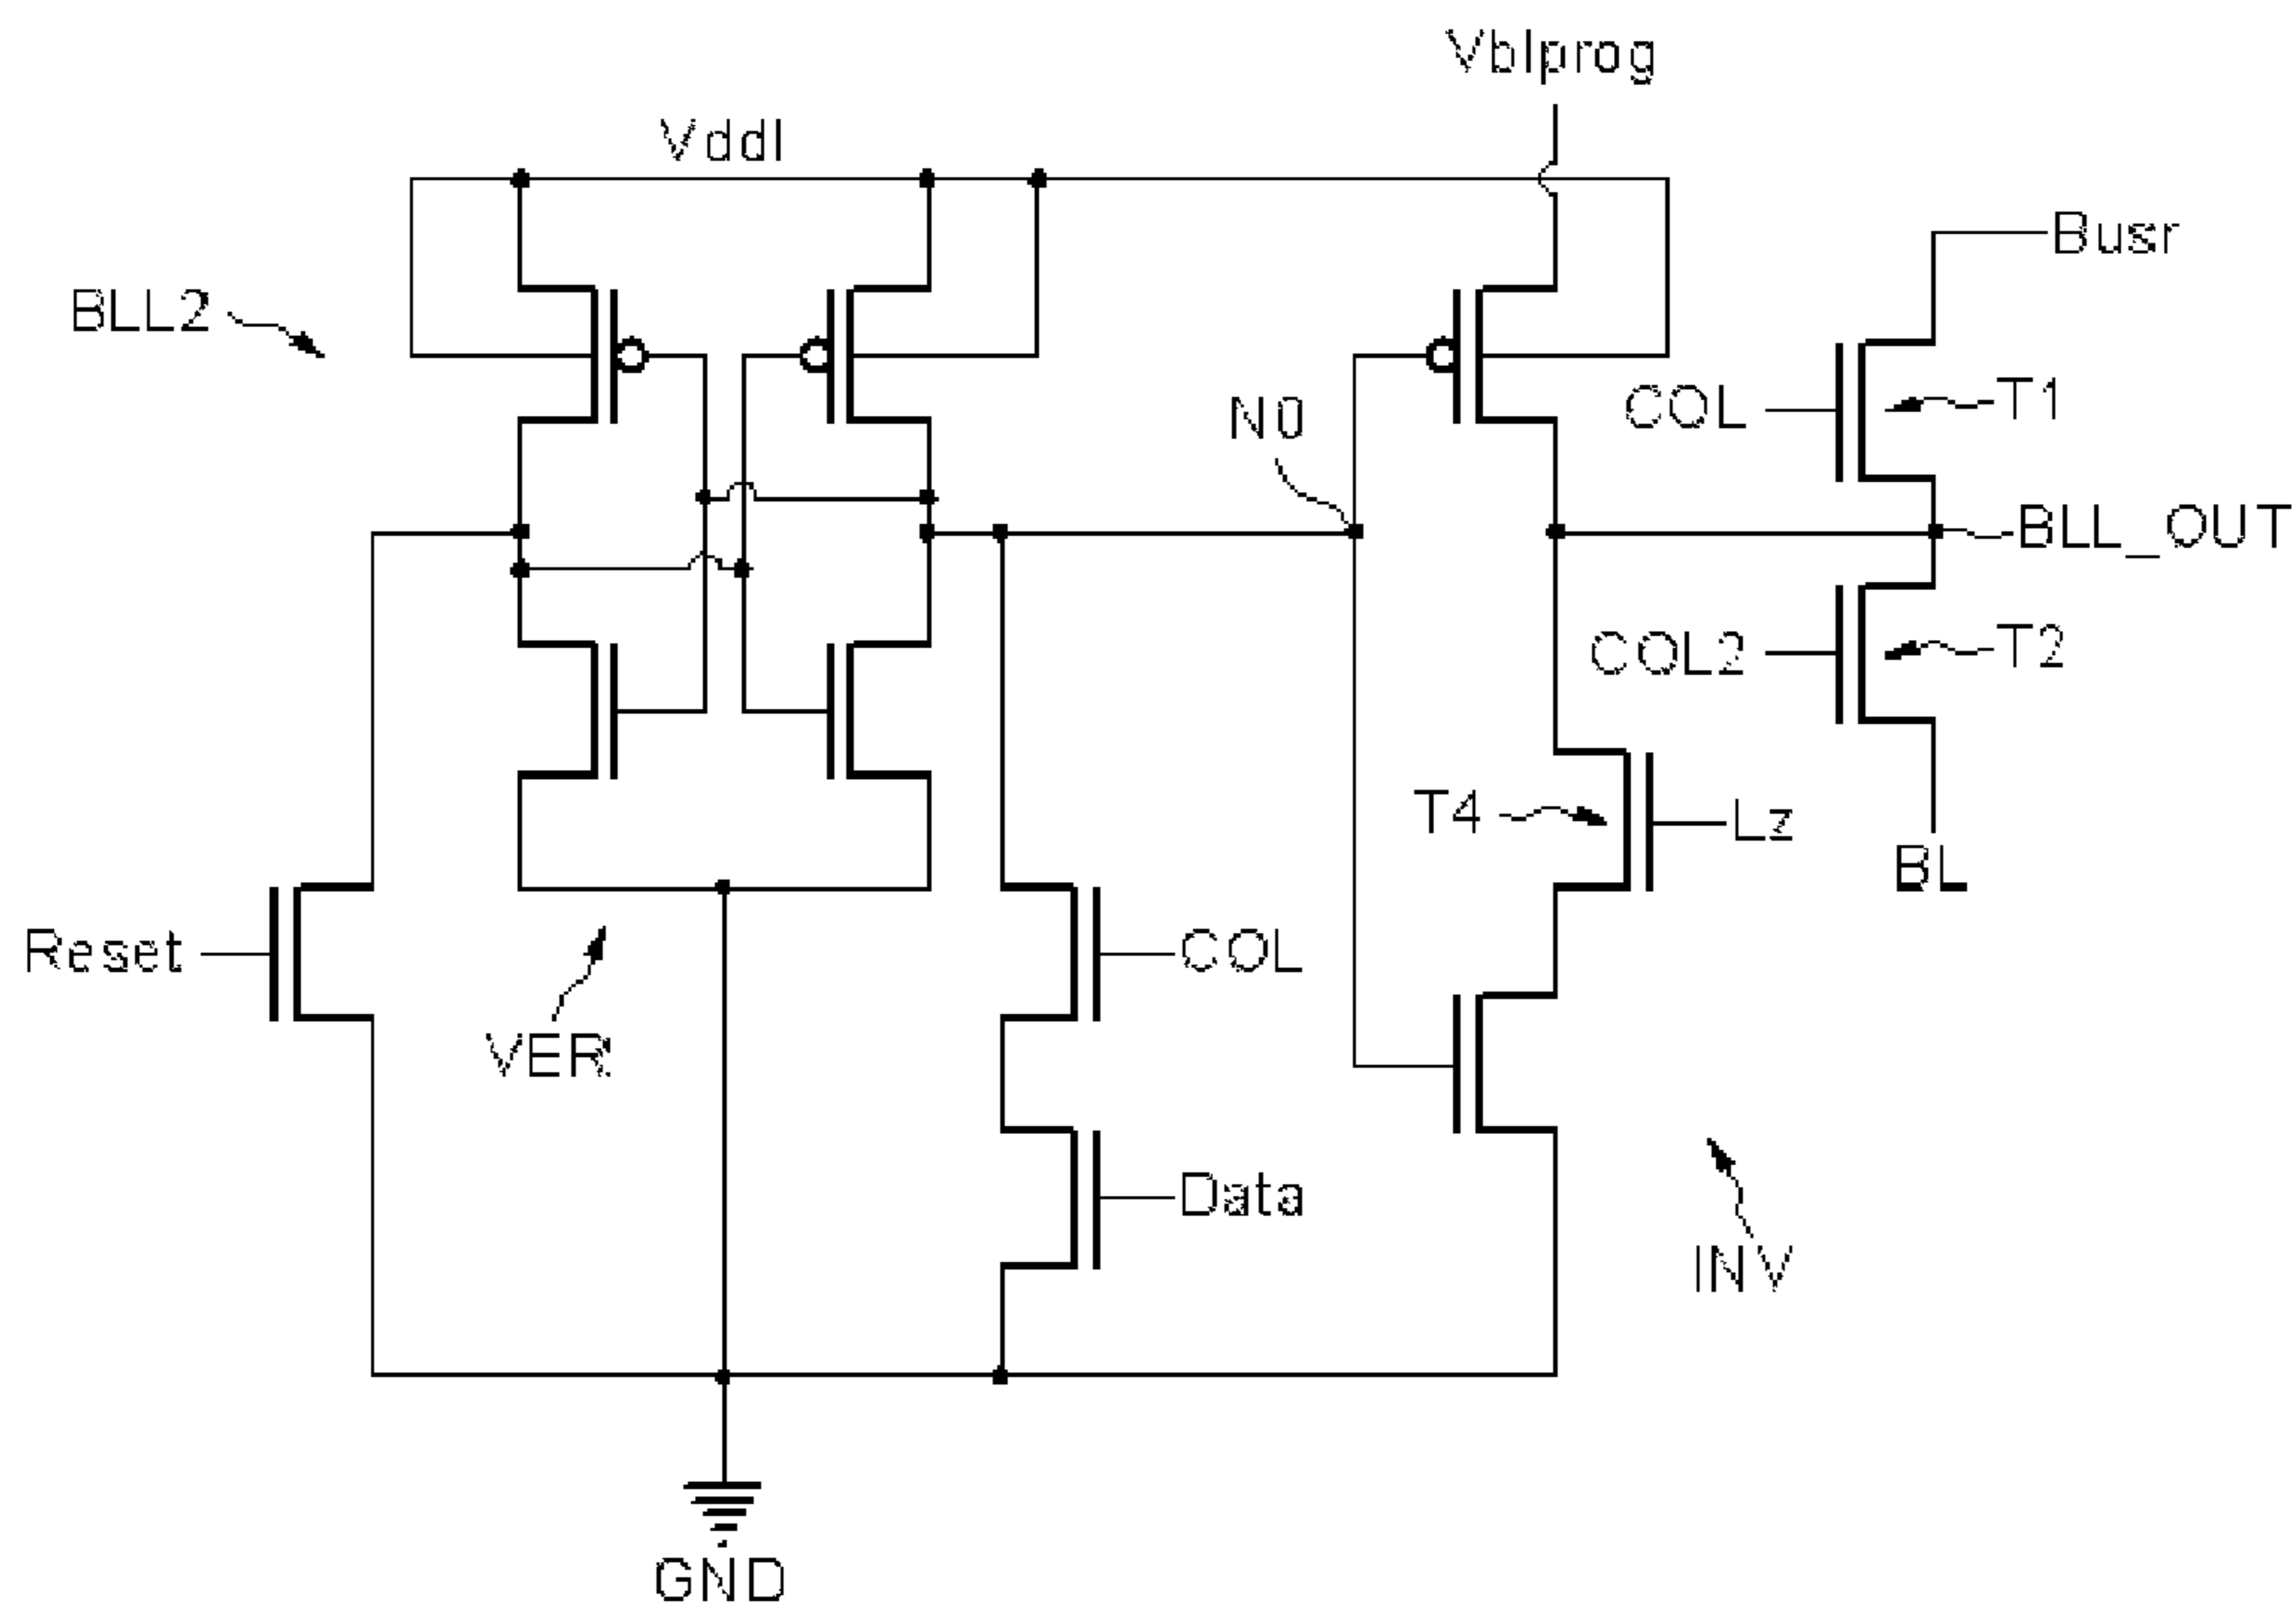 Vblprog
Vddl
Busr
BLL2
COL
T1
N0
BLL_OUT
COL2
T2
T4
Lz
BL
Reset
COL
VER
Data
INV
GND